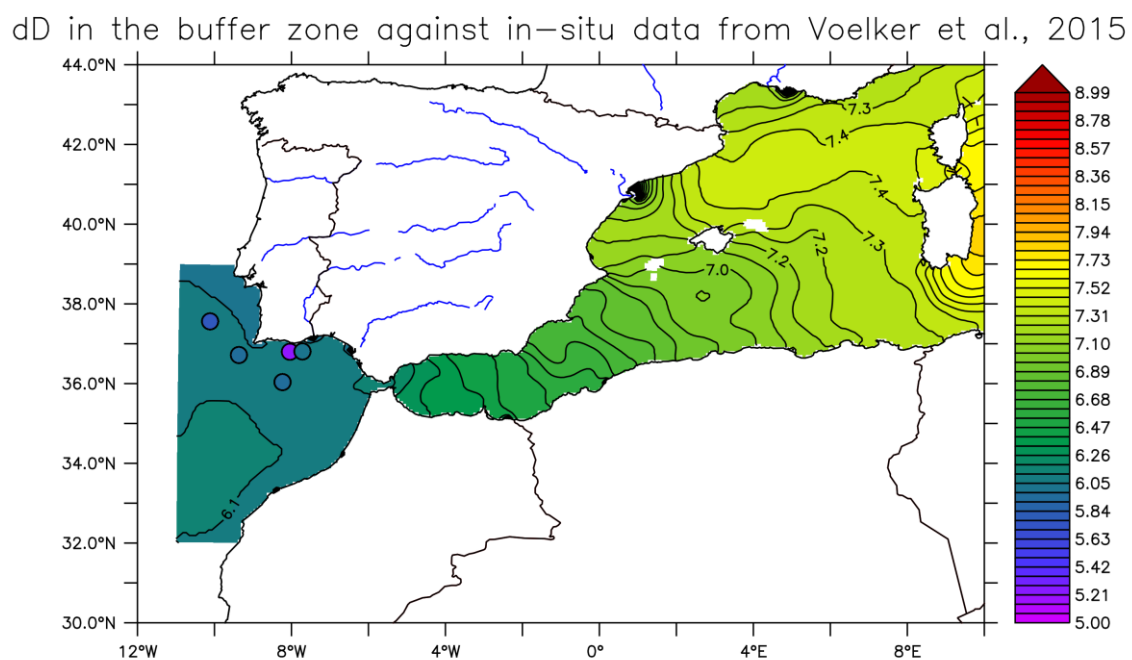 dD in the buffer zone against in-situ data from Voelker et al., 2015
44.0°N
42.0°N
40.0°N
38.0°N
36.0°N
34.0°N
32.0°N
30.0°N
12°W
8°W
4°W
0°
4°E
8°E
7.3
7.4
7.4
7.3
7.2
7.2
7.0
6.1
8.99
8.78
8.57
8.36
8.15
7.94
7.73
7.52
7.31
7.10
6.89
6.68
6.47
6.26
6.05
5.84
5.63
5.42
5.21
5.00